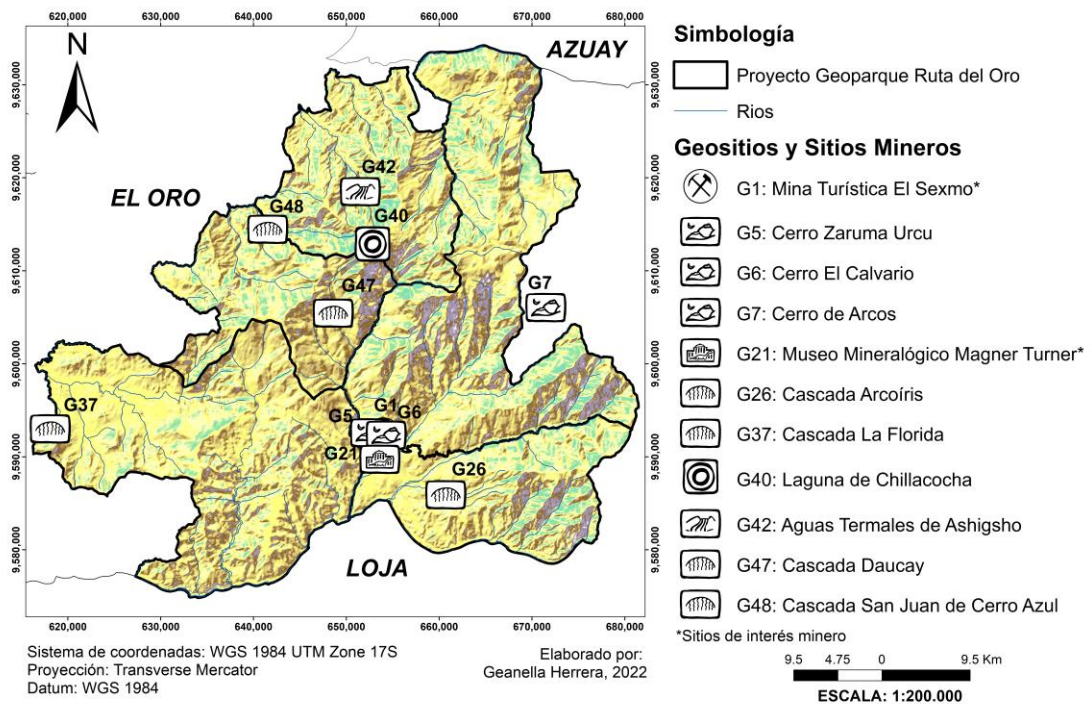 620,000 630,000 640,000 650,000 660,000 670,000 680,000
N
AZUAY
9,630,000 9,630,000
9,620,000 9,620,000
G42
EL ORO
G48
G40
9,610,000 9,610,000
G47
G7
9,600,000 9,600,000
G37
G5 G1 G6
G21
9,590,000 9,590,000
G26
9,580,000 9,580,000
LOJA
620,000 630,000 640,000 650,000 660,000 670,000 680,000
Sistema de coordenadas: WGS 1984 UTM Zone 17S
Proyección: Transverse Mercator
Datum: WGS 1984
Elaborado por:
Geanella Herrera, 2022
Simbología
Proyecto Geoparque Ruta del Oro
Rios
Geositios y Sitios Mineros
G1: Mina Turística El Sexmo*
G5: Cerro Zaruma Urcu
G6: Cerro El Calvario
G7: Cerro de Arcos
G21: Museo Mineralógico Magner Turner*
G26: Cascada Arcoíris
G37: Cascada La Florida
G40: Laguna de Chillacocha
G42: Aguas Termales de Ashigsho
G47: Cascada Daucay
G48: Cascada San Juan de Cerro Azul
*Sitios de interés minero
9.5 4.75 0 9.5 Km
ESCALA: 1:200.000